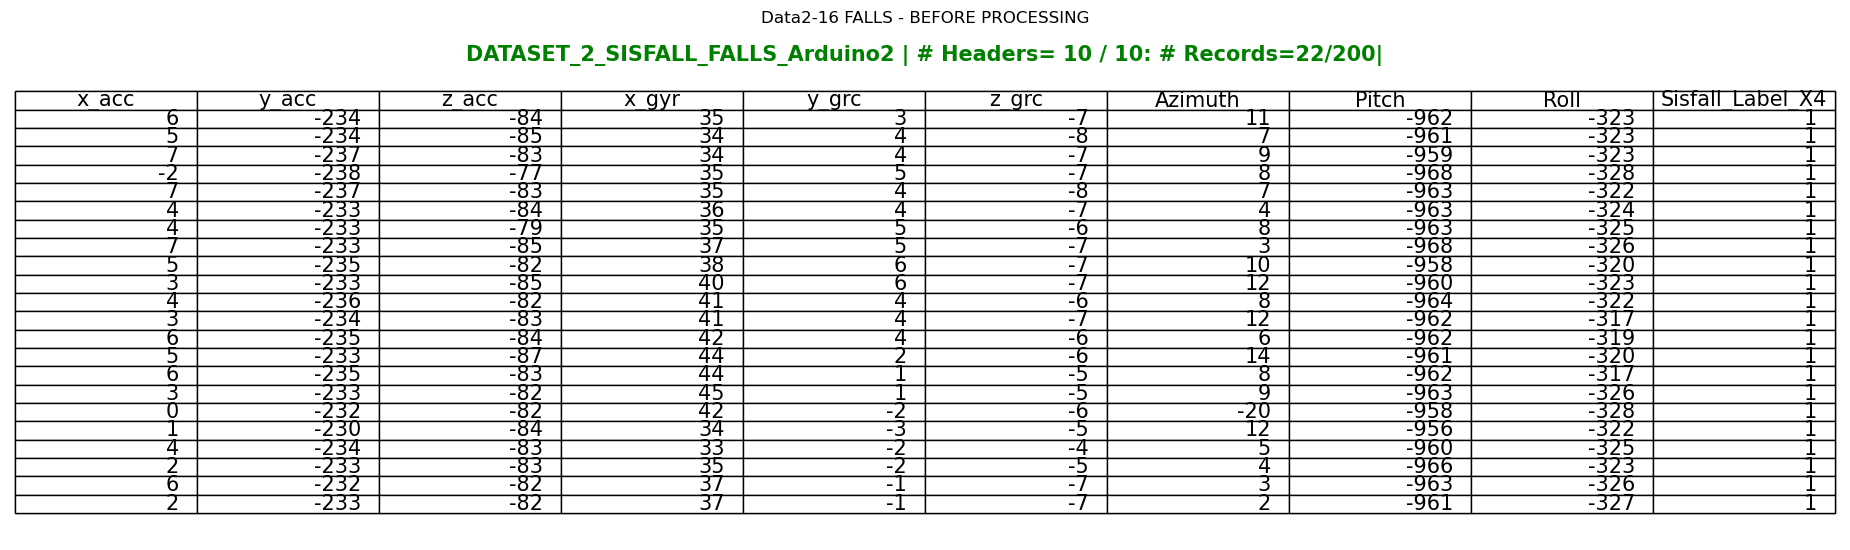 Data2-16 FALLS - BEFORE PROCESSING
DATASET_2_SISFALL_FALLS_Arduino2 | # Headers= 10 / 10: # Records=22/200|
x_acc y_acc z_acc x_gyr y_grc z_grc Azimuth Pitch Roll Sisfall_Label_X4
6 -234 -84 35 3 -7 11 -962 -323 1
5 -234 -85 34 4 -8 7 -961 -323 1
7 -237 -83 34 4 -7 9 -959 -323 1
-2 -238 -77 35 5 -7 8 -968 -328 1
7 -237 -83 35 4 -8 7 -963 -322 1
4 -233 -84 36 4 -7 4 -963 -324 1
4 -233 -79 35 5 -6 8 -963 -325 1
7 -233 -85 37 5 -7 3 -968 -326 1
5 -235 -82 38 6 -7 10 -958 -320 1
3 -233 -85 40 6 -7 12 -960 -323 1
4 -236 -82 41 4 -6 8 -964 -322 1
3 -234 -83 41 4 -7 12 -962 -317 1
6 -235 -84 42 4 -6 6 -962 -319 1
5 -233 -87 44 2 -6 14 -961 -320 1
6 -235 -83 44 1 -5 8 -962 -317 1
3 -233 -82 45 1 -5 9 -963 -326 1
0 -232 -82 42 -2 -6 -20 -958 -328 1
1 -230 -84 34 -3 -5 12 -956 -322 1
4 -234 -83 33 -2 -4 5 -960 -325 1
2 -233 -83 35 -2 -5 4 -966 -323 1
6 -232 -82 37 -1 -7 3 -963 -326 1
2 -233 -82 37 -1 -7 2 -961 -327 1